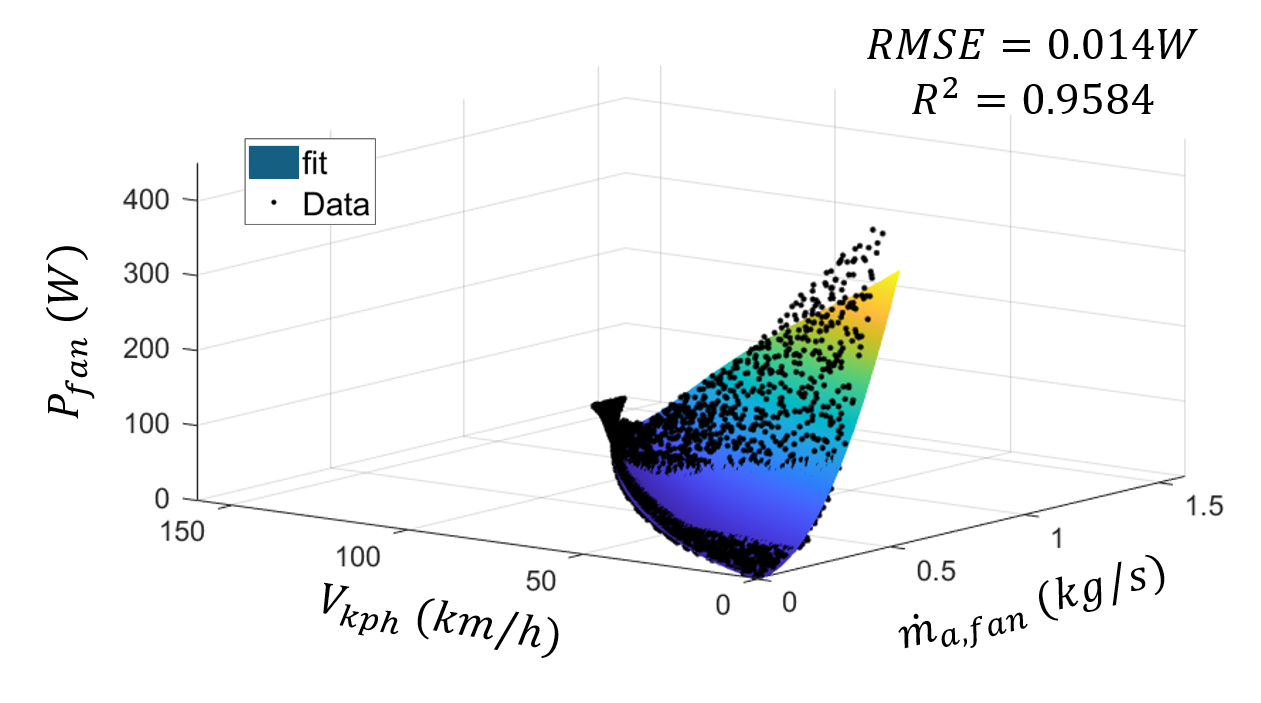 RMSE = 0.014W
R² = 0.9584
fit
Data
400
300
200
100
0
P_fan (W)
150
100
50
0
V_kph (km/h)
0
0.5
1
1.5
ṁ_a,fan (kg/s)